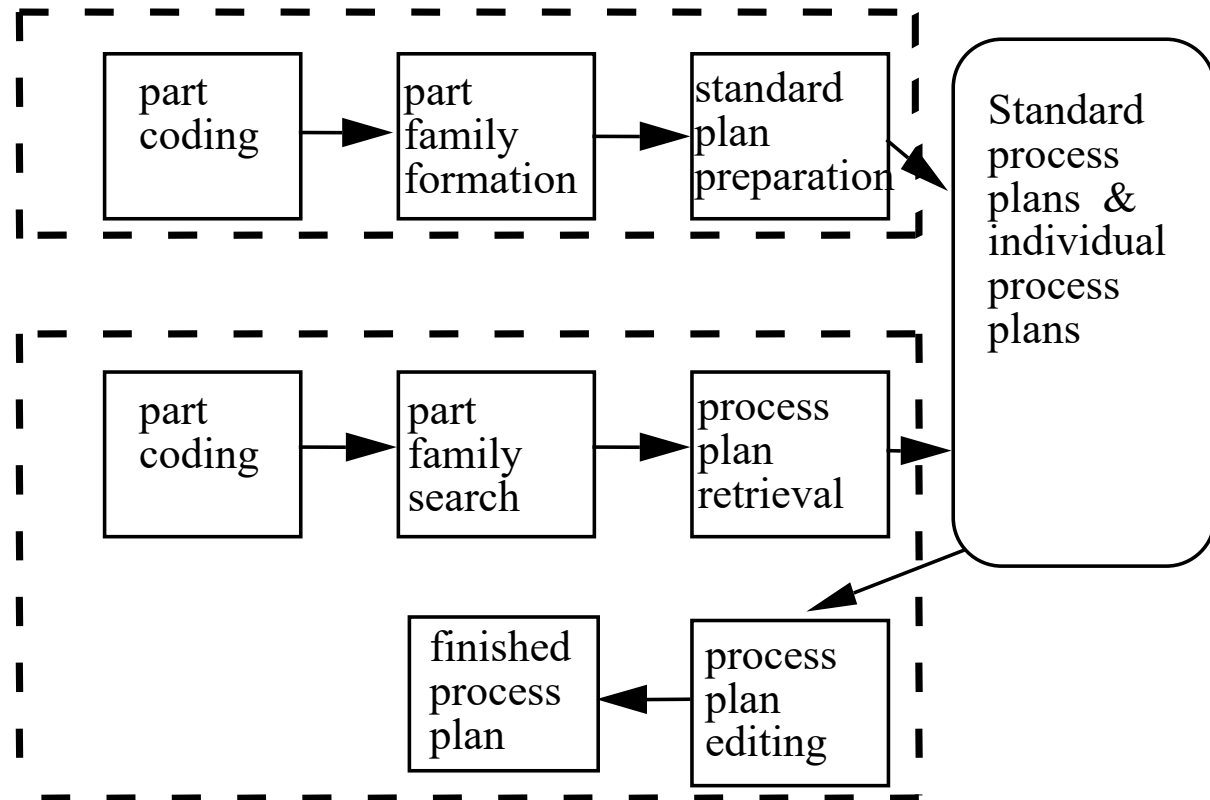 part
coding
part
family
formation
standard
plan
preparation
Standard
process
plans &
individual
process
plans
part
coding
part
family
search
process
plan
retrieval
finished
process
plan
process
plan
editing